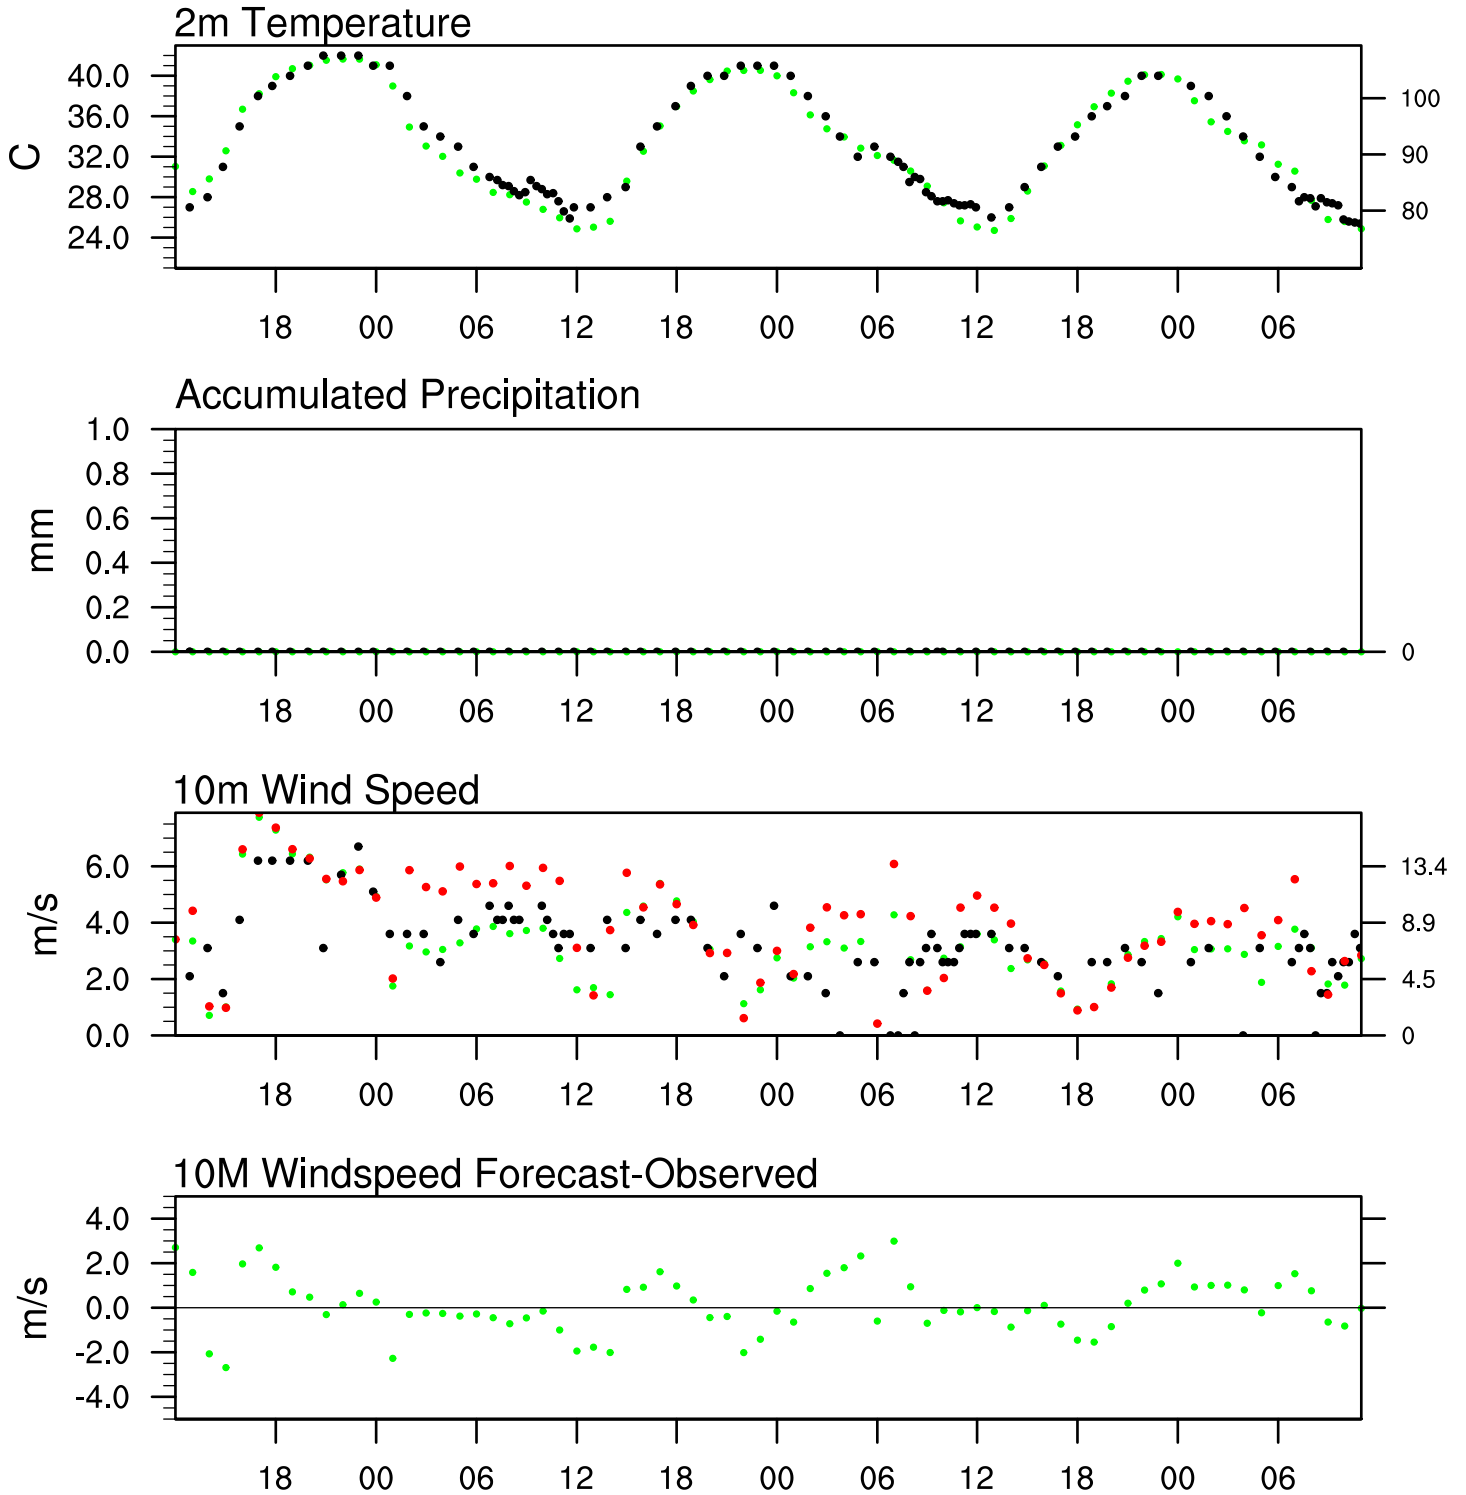 2m Temperature
40.0
36.0
32.0
28.0
24.0
C
100
90
80
18 00 06 12 18 00 06 12 18 00 06
Accumulated Precipitation
1.0
0.8
0.6
0.4
0.2
0.0
mm
0
18 00 06 12 18 00 06 12 18 00 06
10m Wind Speed
6.0
4.0
2.0
0.0
m/s
13.4
8.9
4.5
0
18 00 06 12 18 00 06 12 18 00 06
10M Windspeed Forecast-Observed
4.0
2.0
0.0
-2.0
-4.0
m/s
18 00 06 12 18 00 06 12 18 00 06